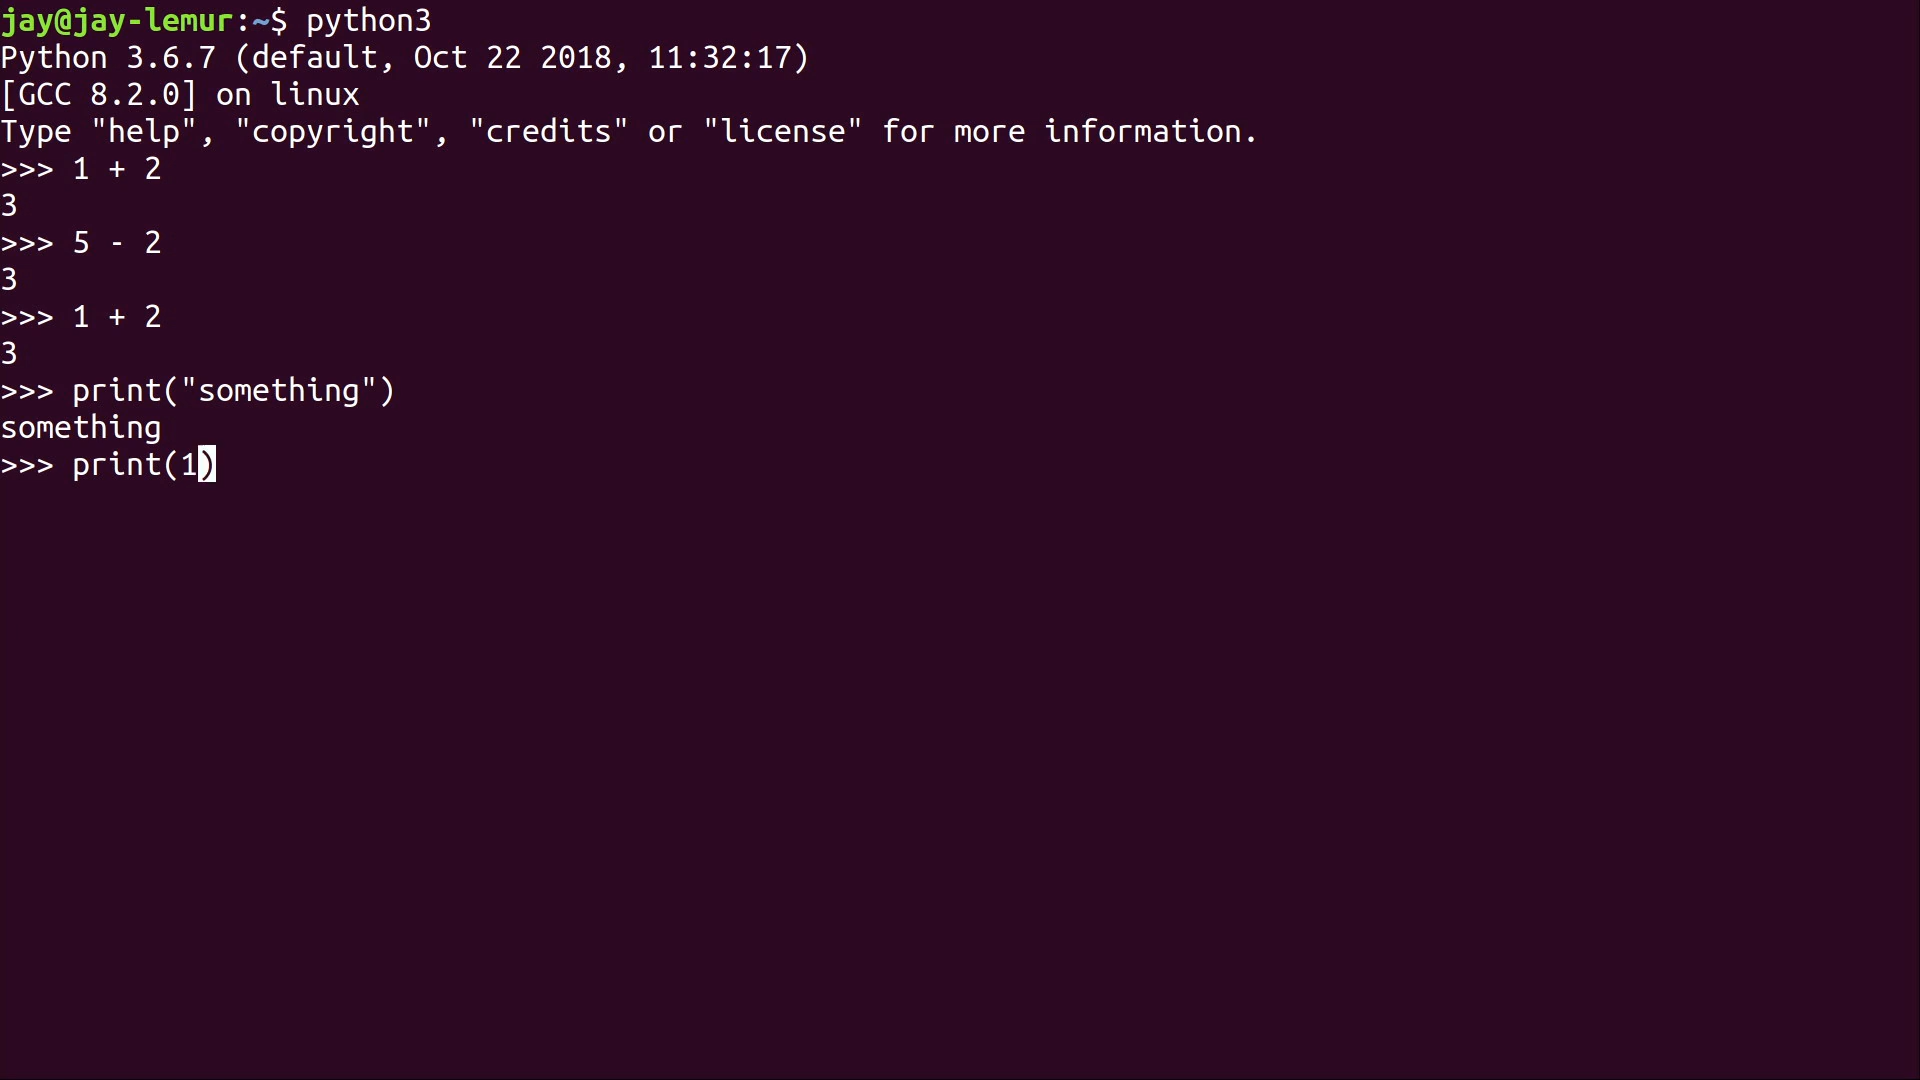 jay@jay-lemur:~$ python3
Python 3.6.7 (default, Oct 22 2018, 11:32:17)
[GCC 8.2.0] on linux
Type "help", "copyright", "credits" or "license" for more information.
>>> 1 + 2
3
>>> 5 - 2
3
>>> 1 + 2
3
>>> print("something")
something
>>> print(1)